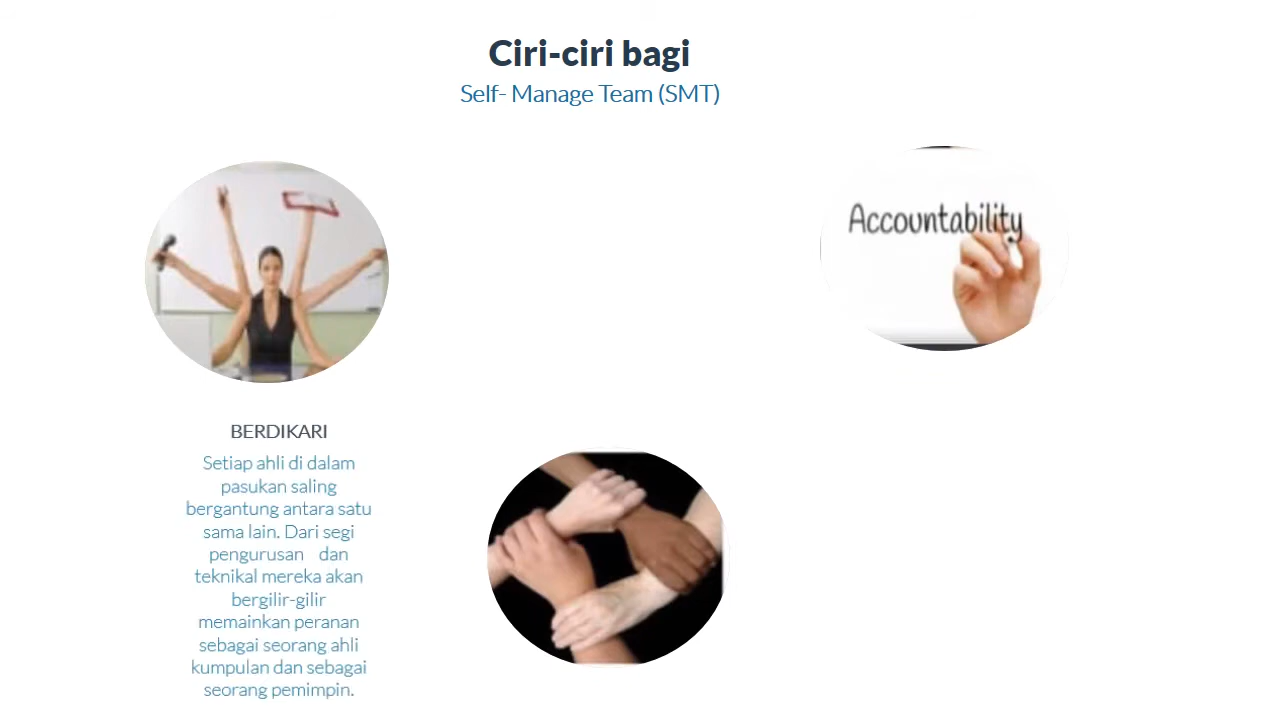 Ciri-ciri bagi
Self- Manage Team (SMT)
Accountability
BERDIKARI
Setiap ahli di dalam
pasukan saling
bergantung antara satu
sama lain. Dari segi
pengurusan dan
teknikal mereka akan
bergilir-gilir
memainkan peranan
sebagai seorang ahli
kumpulan dan sebagai
seorang pemimpin.